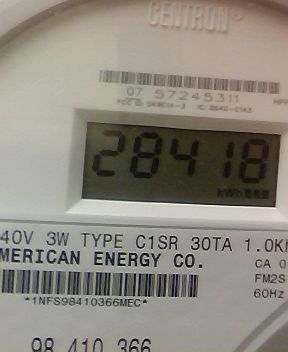 CENTRON®
07 57245311
28418
kWh
40V 3W TYPE C1SR 30TA 1.0K
MERICAN ENERGY CO.
CA 0
FM2S
60Hz
*1NFS98410366MEC*
98 410 366